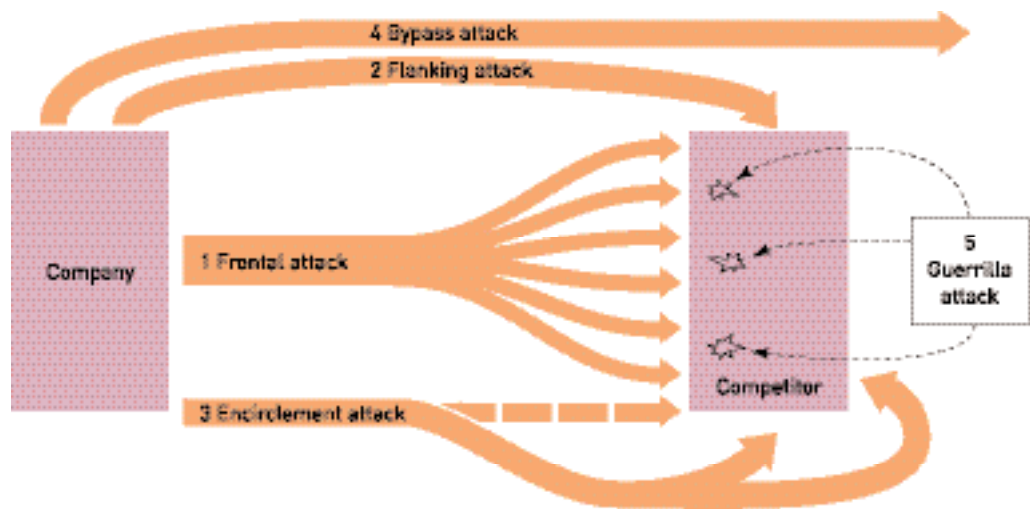 4 Bypass attack
2 Flanking attack
Company
1 Frontal attack
5
Guerrilla
attack
Competitor
3 Encirclement attack